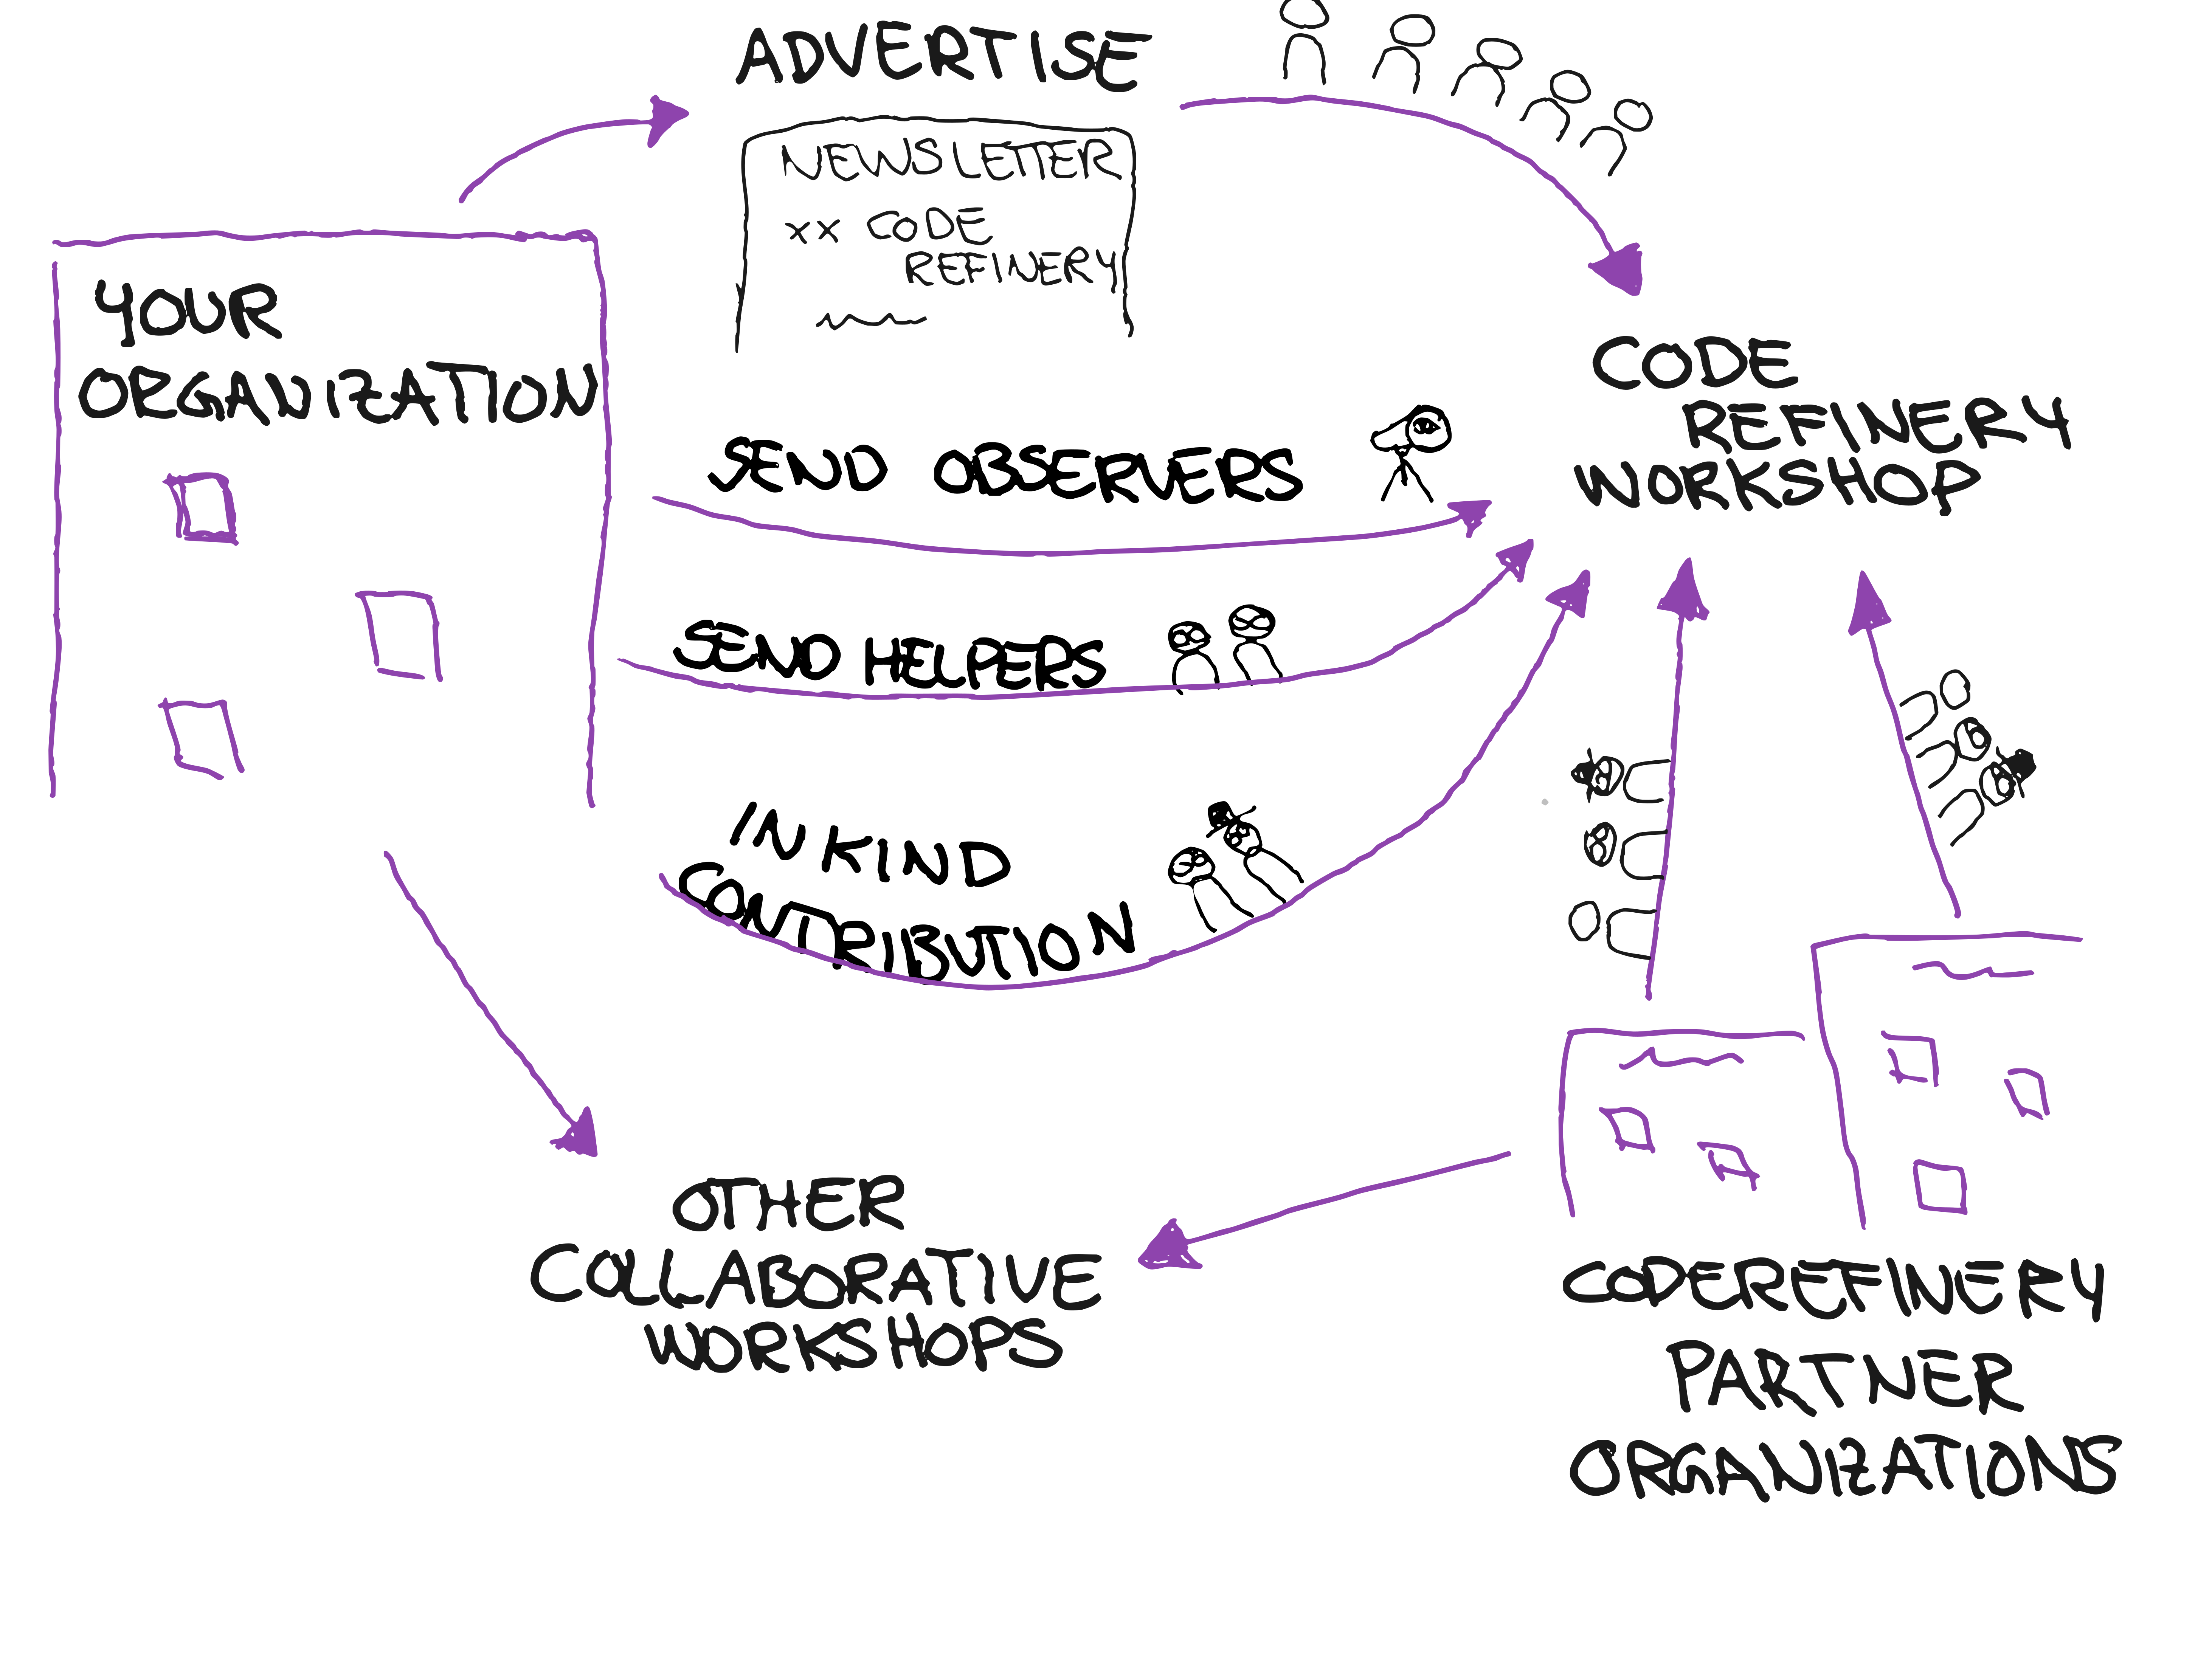 ADVERTISE
NEWSLETTER
xx CODE
REFINERY
YOUR
ORGANIZATION
CODE
REFINERY
WORKSHOP
SEND OBSERVERS
SEND HELPERS
IN KIND
CONTRIBUTION
OTHER
COLLABORATIVE
WORKSHOPS
CODEREFINERY
PARTNER
ORGANIZATIONS